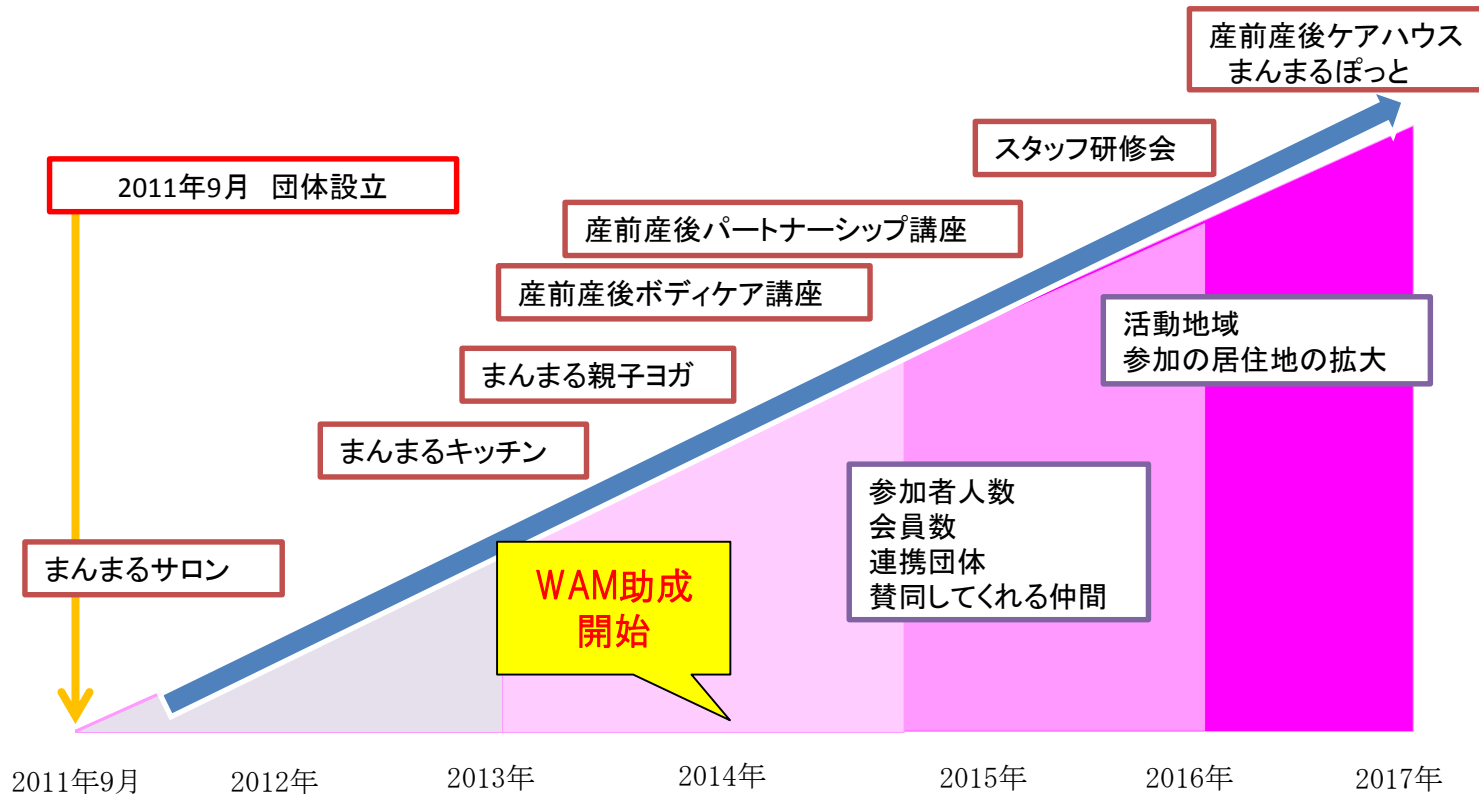 産前産後ケアハウス
まんまるぽっと
スタッフ研修会
2011年9月　団体設立
産前産後パートナーシップ講座
産前産後ボディケア講座
活動地域
参加の居住地の拡大
まんまる親子ヨガ
まんまるキッチン
参加者人数
会員数
連携団体
賛同してくれる仲間
まんまるサロン
WAM助成
開始
2011年9月
2012年
2013年
2014年
2015年
2016年
2017年